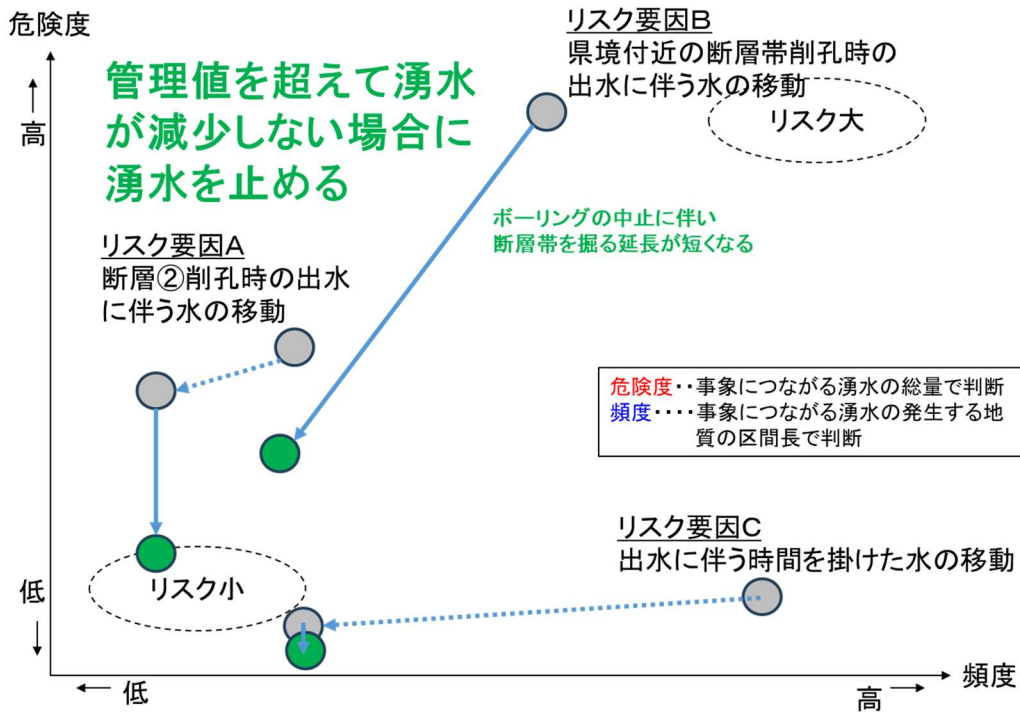 危険度
高
低
管理値を超えて湧水
が減少しない場合に
湧水を止める
リスク要因B
県境付近の断層帯削孔時の
出水に伴う水の移動
リスク大
ボーリングの中止に伴い
断層帯を掘る延長が短くなる
リスク要因A
断層②削孔時の出水
に伴う水の移動
危険度‥事象につながる湧水の総量で判断
頻度‥‥事象につながる湧水の発生する地
質の区間長で判断
リスク要因C
出水に伴う時間を掛けた水の移動
リスク小
低
高
頻度